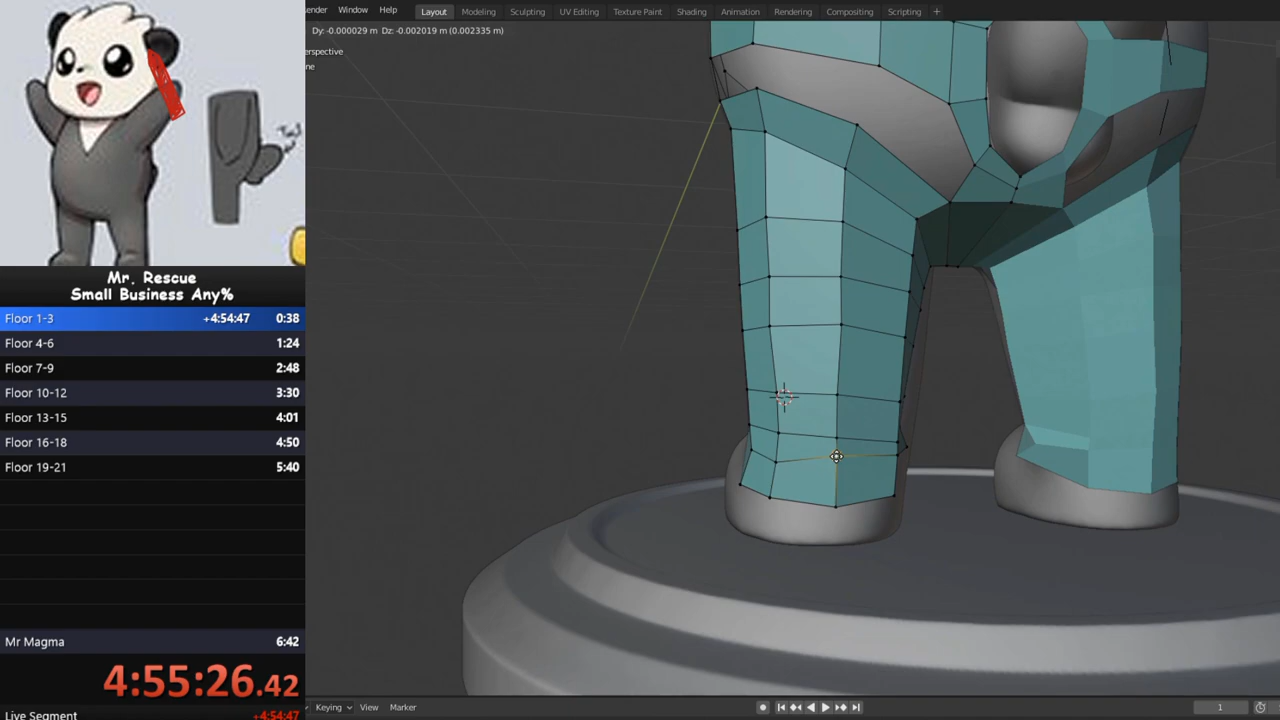 ender Window Help Layout Modeling Sculpting UV Editing Texture Paint Shading Animation Rendering Compositing Scripting +
Dy: -0.000029 m Dz: -0.002019 m (0.002335 m)
erspective
ne
Mr. Rescue
Small Business Any%
Floor 1-3 +4:54:47 0:38
Floor 4-6 1:24
Floor 7-9 2:48
Floor 10-12 3:30
Floor 13-15 4:01
Floor 16-18 4:50
Floor 19-21 5:40
Mr Magma 6:42
4:55:26.42
Live Segment +4:54:47
Keying View Marker 1